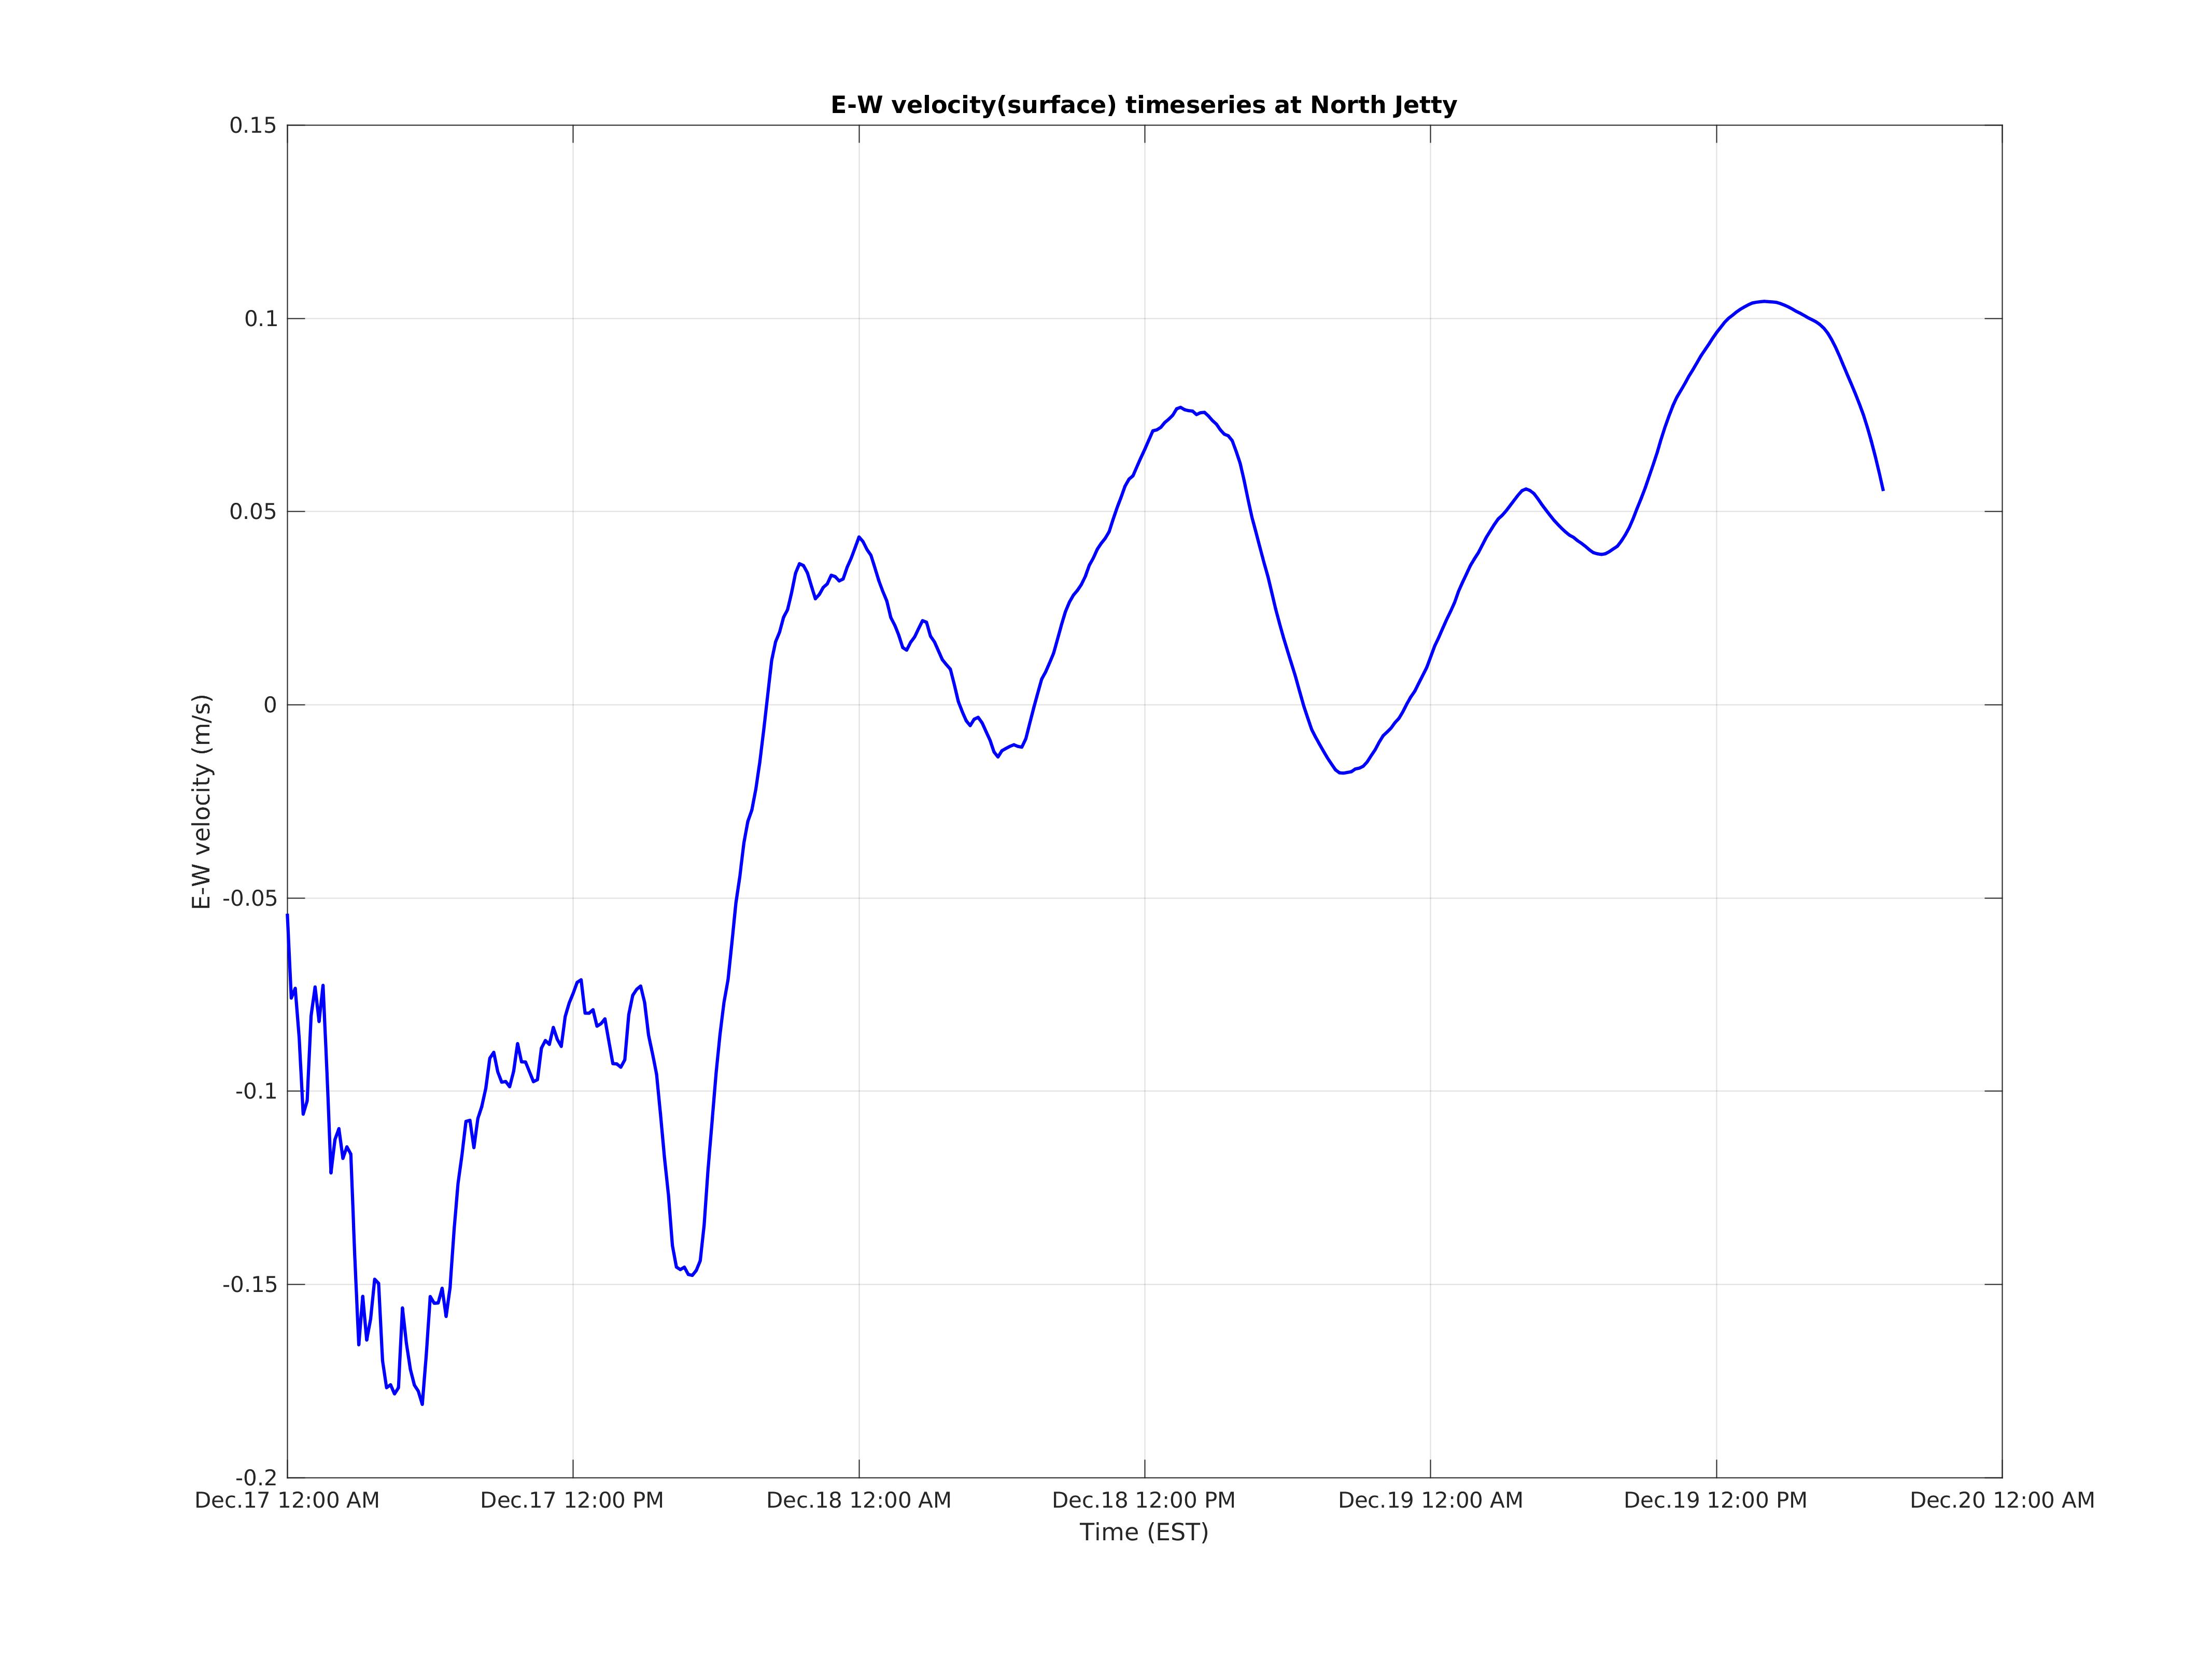 E-W velocity(surface) timeseries at North Jetty
0.15
0.1
0.05
0
-0.05
-0.1
-0.15
-0.2
E-W velocity (m/s)
Dec.17 12:00 AM Dec.17 12:00 PM Dec.18 12:00 AM Dec.18 12:00 PM Dec.19 12:00 AM Dec.19 12:00 PM Dec.20 12:00 AM
Time (EST)